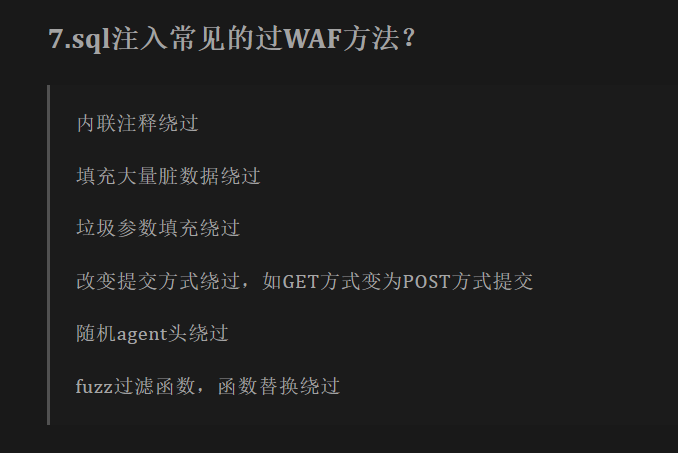 7.sql注入常见的过WAF方法？
内联注释绕过
填充大量脏数据绕过
垃圾参数填充绕过
改变提交方式绕过，如GET方式变为POST方式提交
随机agent头绕过
fuzz过滤函数，函数替换绕过